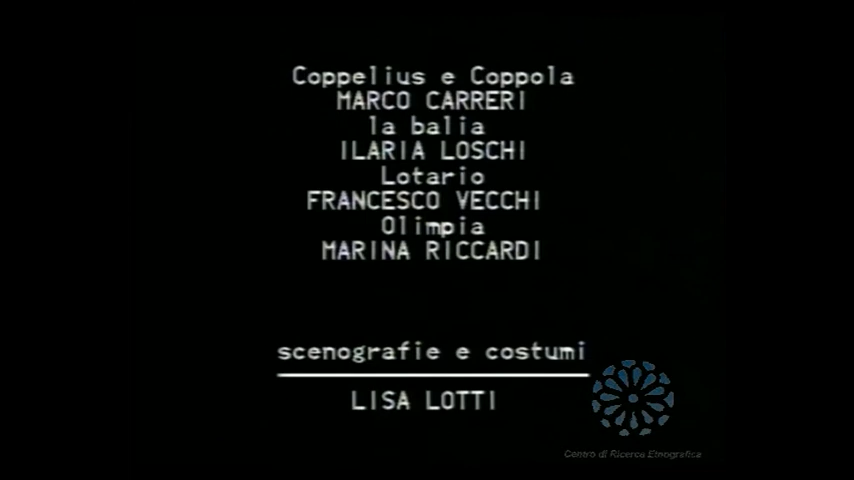 Coppelius e Coppola
MARCO CARRERI
la balia
ILARIA LOSCHI
Lotario
FRANCESCO VECCHI
Olimpia
MARINA RICCARDI
scenografie e costumi
LISA LOTTI
Centro di Ricerca Etnografica